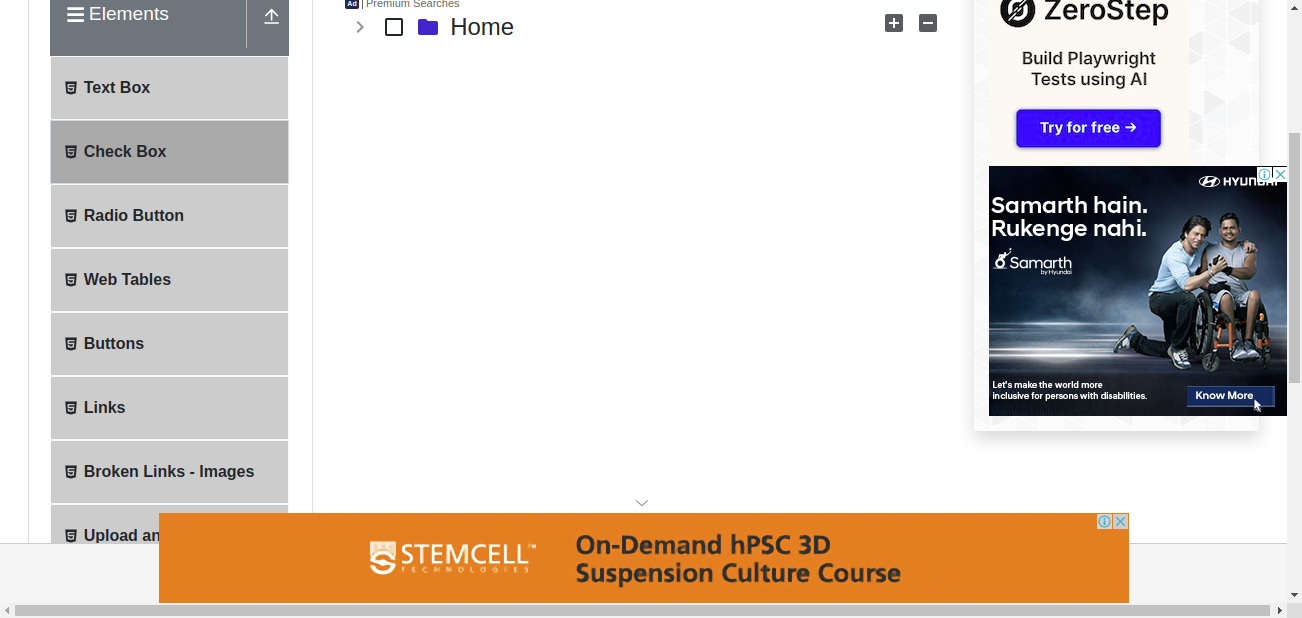 Elements
Text Box
Check Box
Radio Button
Web Tables
Buttons
Links
Broken Links - Images
Upload an
Ad Premium Searches
Home
ZeroStep
Build Playwright
Tests using AI
Try for free →
HYUNDAI
Samarth hain.
Rukenge nahi.
Samarth
by Hyundai
Let's make the world more
inclusive for persons with disabilities.
Know More
STEMCELL™
TECHNOLOGIES
On-Demand hPSC 3D
Suspension Culture Course